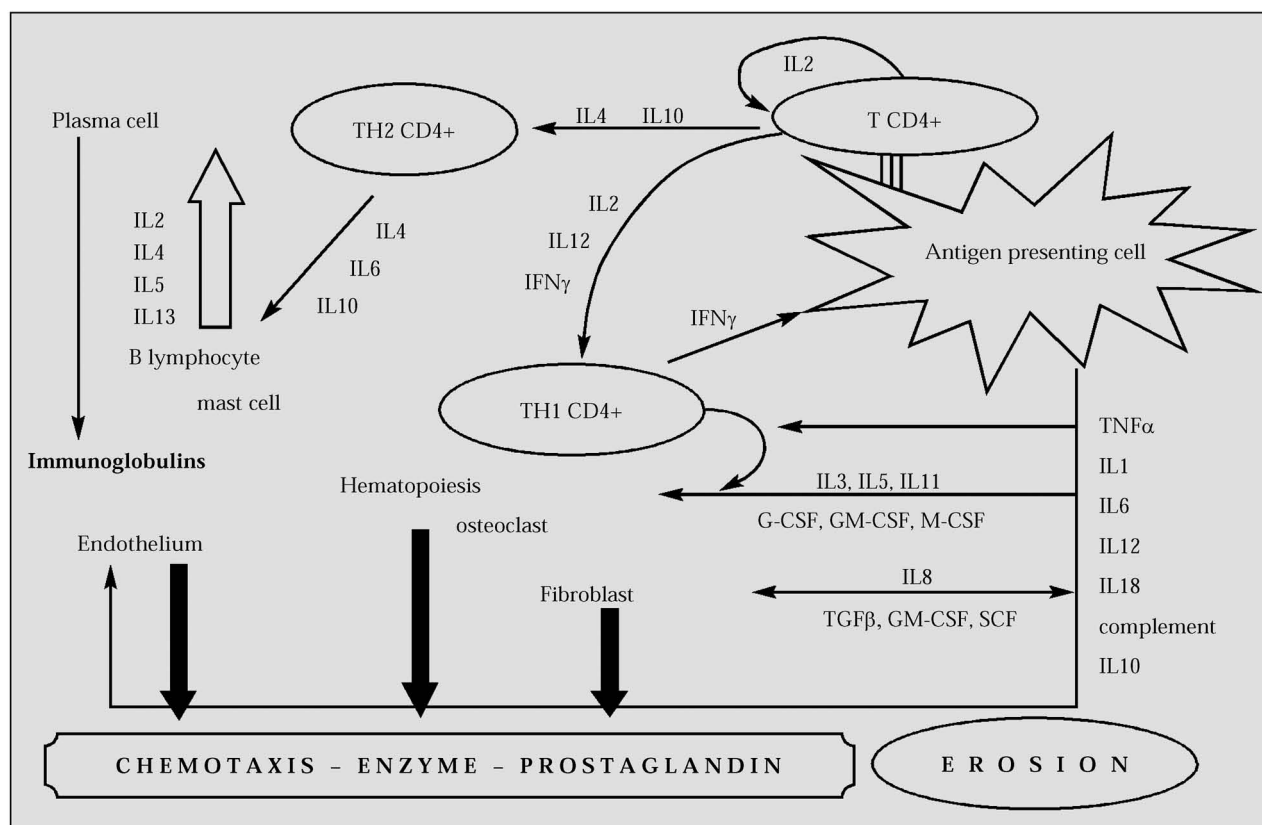 IL2
T CD4+
IL4 IL10
TH2 CD4+
Plasma cell
IL2
IL4
IL5
IL13
B lymphocyte
mast cell
IL4
IL6
IL10
IL2
IL12
IFNγ
Antigen presenting cell
IFNγ
TH1 CD4+
Immunoglobulins
TNFα
IL1
IL6
IL12
IL18
complement
IL10
IL3, IL5, IL11
G-CSF, GM-CSF, M-CSF
Hematopoiesis
osteoclast
Endothelium
Fibroblast
IL8
TGFβ, GM-CSF, SCF
CHEMOTAXIS – ENZYME – PROSTAGLANDIN
EROSION